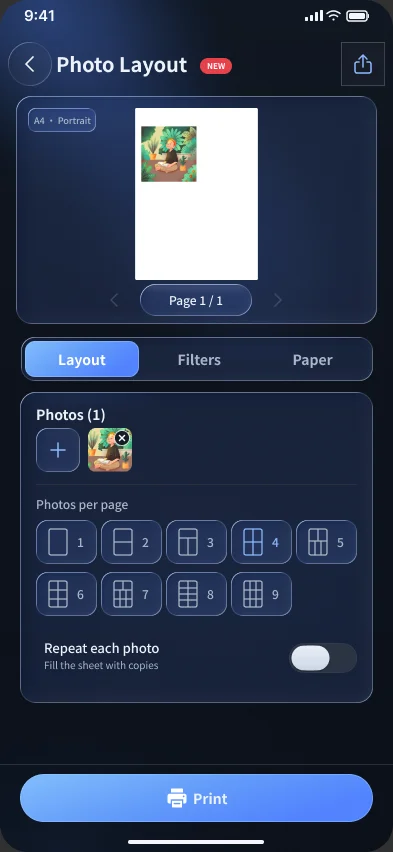 9:41
Photo Layout NEW
A4 • Portrait
Page 1 / 1
Layout Filters Paper
Photos (1)
Photos per page
1 2 3 4 5
6 7 8 9
Repeat each photo
Fill the sheet with copies
Print